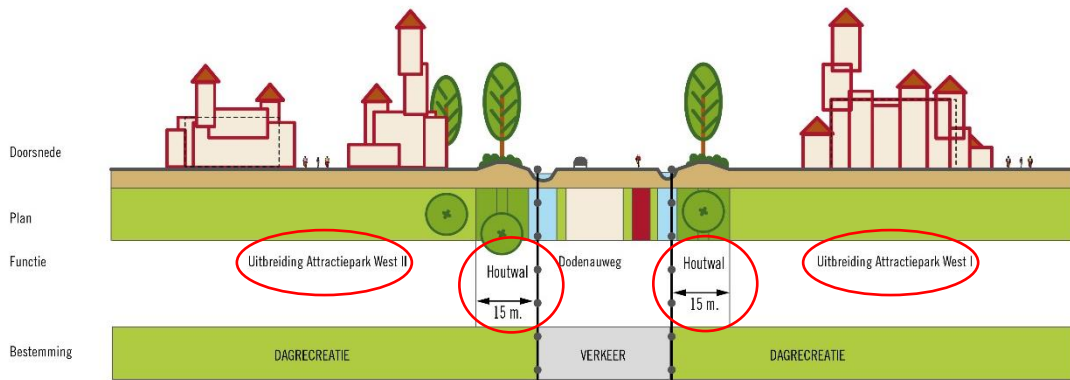 Doorsnede
Plan
Functie
Uitbreiding Attractiepark West II
Houtwal
Dodenauweg
Houtwal
Uitbreiding Attractiepark West I
15 m.
15 m.
Bestemming
DAGRECREATIE
VERKEER
DAGRECREATIE